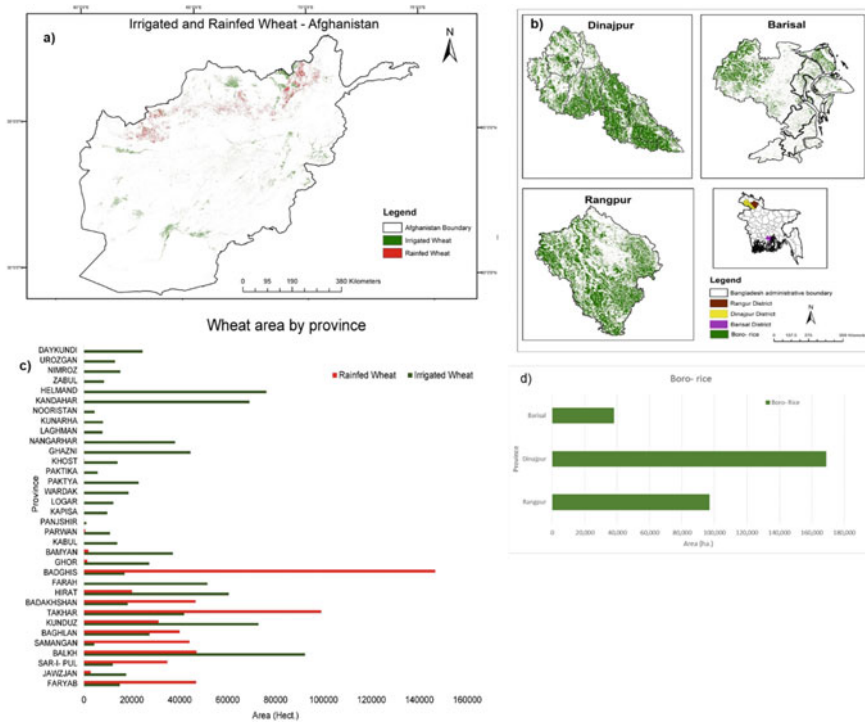 a)
Irrigated and Rainfed Wheat - Afghanistan
N
Legend
Afghanistan Boundary
Irrigated Wheat
Rainfed Wheat
0 95 190 380 Kilometers
b)
Dinajpur
Barisal
Rangpur
Legend
Bangladesh administrative boundary
Rangur District
Dinajpur District
Barisal District
Boro- rice
N
Wheat area by province
c)
Rainfed Wheat
Irrigated Wheat
Province
DAYKUNDI
UROZGAN
NIMROZ
ZABUL
HELMAND
KANDAHAR
NOORISTAN
KUNARHA
LAGHMAN
NANGARHAR
GHAZNI
KHOST
PAKTIKA
PAKTYA
WARDAK
LOGAR
KAPISA
PANJSHIR
PARWAN
KABUL
BAMYAN
GHOR
BADGHIS
FARAH
HIRAT
BADAKHSHAN
TAKHAR
KUNDUZ
BAGHLAN
SAMANGAN
BALKH
SAR-I- PUL
JAWZJAN
FARYAB
0 20000 40000 60000 80000 100000 120000 140000 160000
Area (Hect.)
d)
Boro- rice
Boro- Rice
Province
Barisal
Dinajpur
Rangpur
0 20,000 40,000 60,000 80,000 100,000 120,000 140,000 160,000 180,000
Area (ha.)